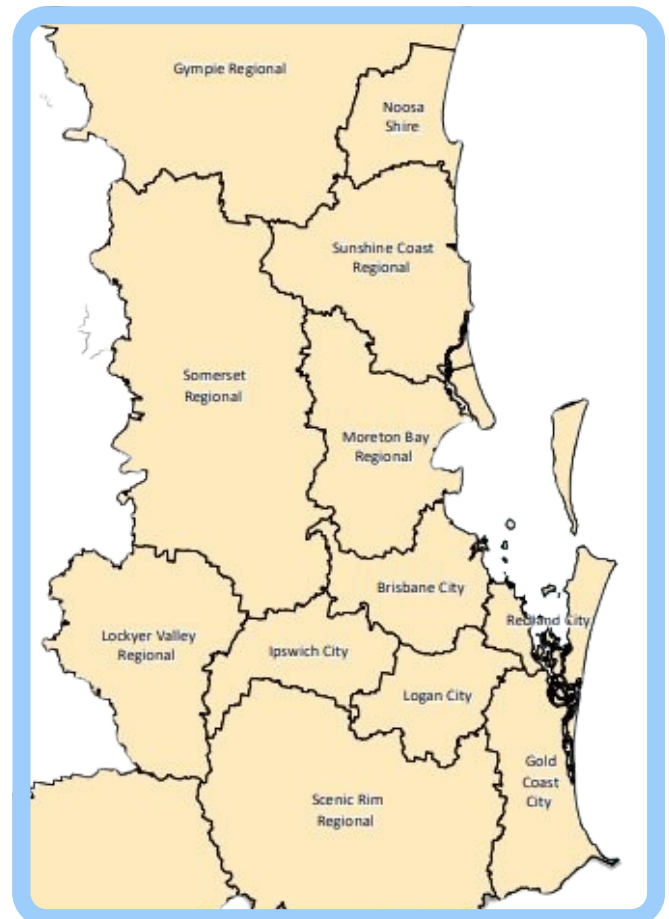 Gympie Regional
Noosa
Shire
Sunshine Coast
Regional
Somerset
Regional
Moreton Bay
Regional
Brisbane City
Redland City
Lockyer Valley
Regional
Ipswich City
Logan City
Gold
Coast
City
Scenic Rim
Regional